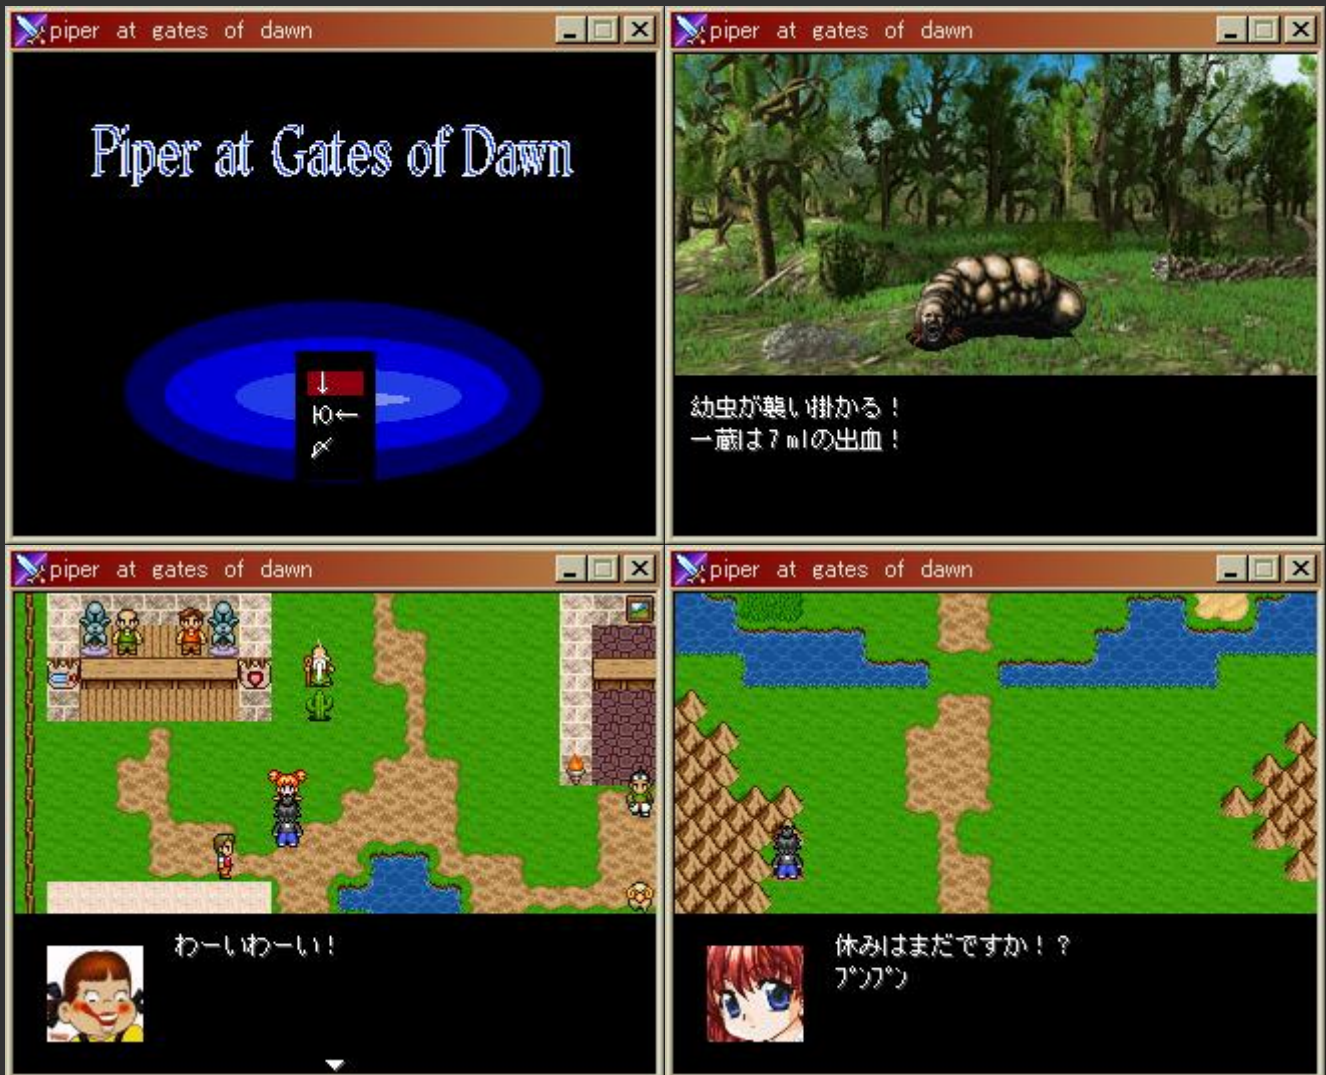 piper at gates of dawn
Piper at Gates of Dawn
↓
piper at gates of dawn
幼虫が襲い掛かる！
一蔵は7mlの出血！
piper at gates of dawn
わーいわーい！
piper at gates of dawn
休みはまだですか！？
ﾌﾟﾝﾌﾟﾝ